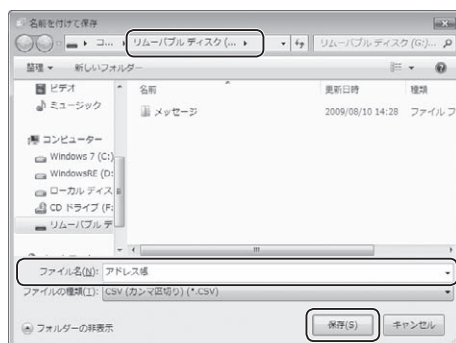 名前を付けて保存
コ... リムーバブル ディスク (...
リムーバブル ディスク (G:)...
整理 新しいフォルダー
ビデオ
ミュージック
コンピューター
Windows 7 (C:)
WindowsRE (D:
ローカル ディス
CD ドライブ (F:
リムーバブル デ
名前 更新日時 種類
メッセージ 2009/08/10 14:28 ファイル フ
ファイル名(N): アドレス帳
ファイルの種類(T): CSV (カンマ区切り) (*.CSV)
フォルダーの非表示
保存(S) キャンセル